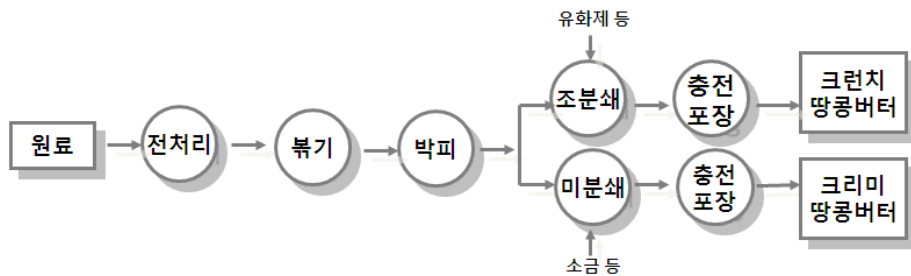 유화제 등
원료
전처리
볶기
박피
조분쇄
충전
포장
크런치
땅콩버터
미분쇄
충전
포장
크리미
땅콩버터
소금 등